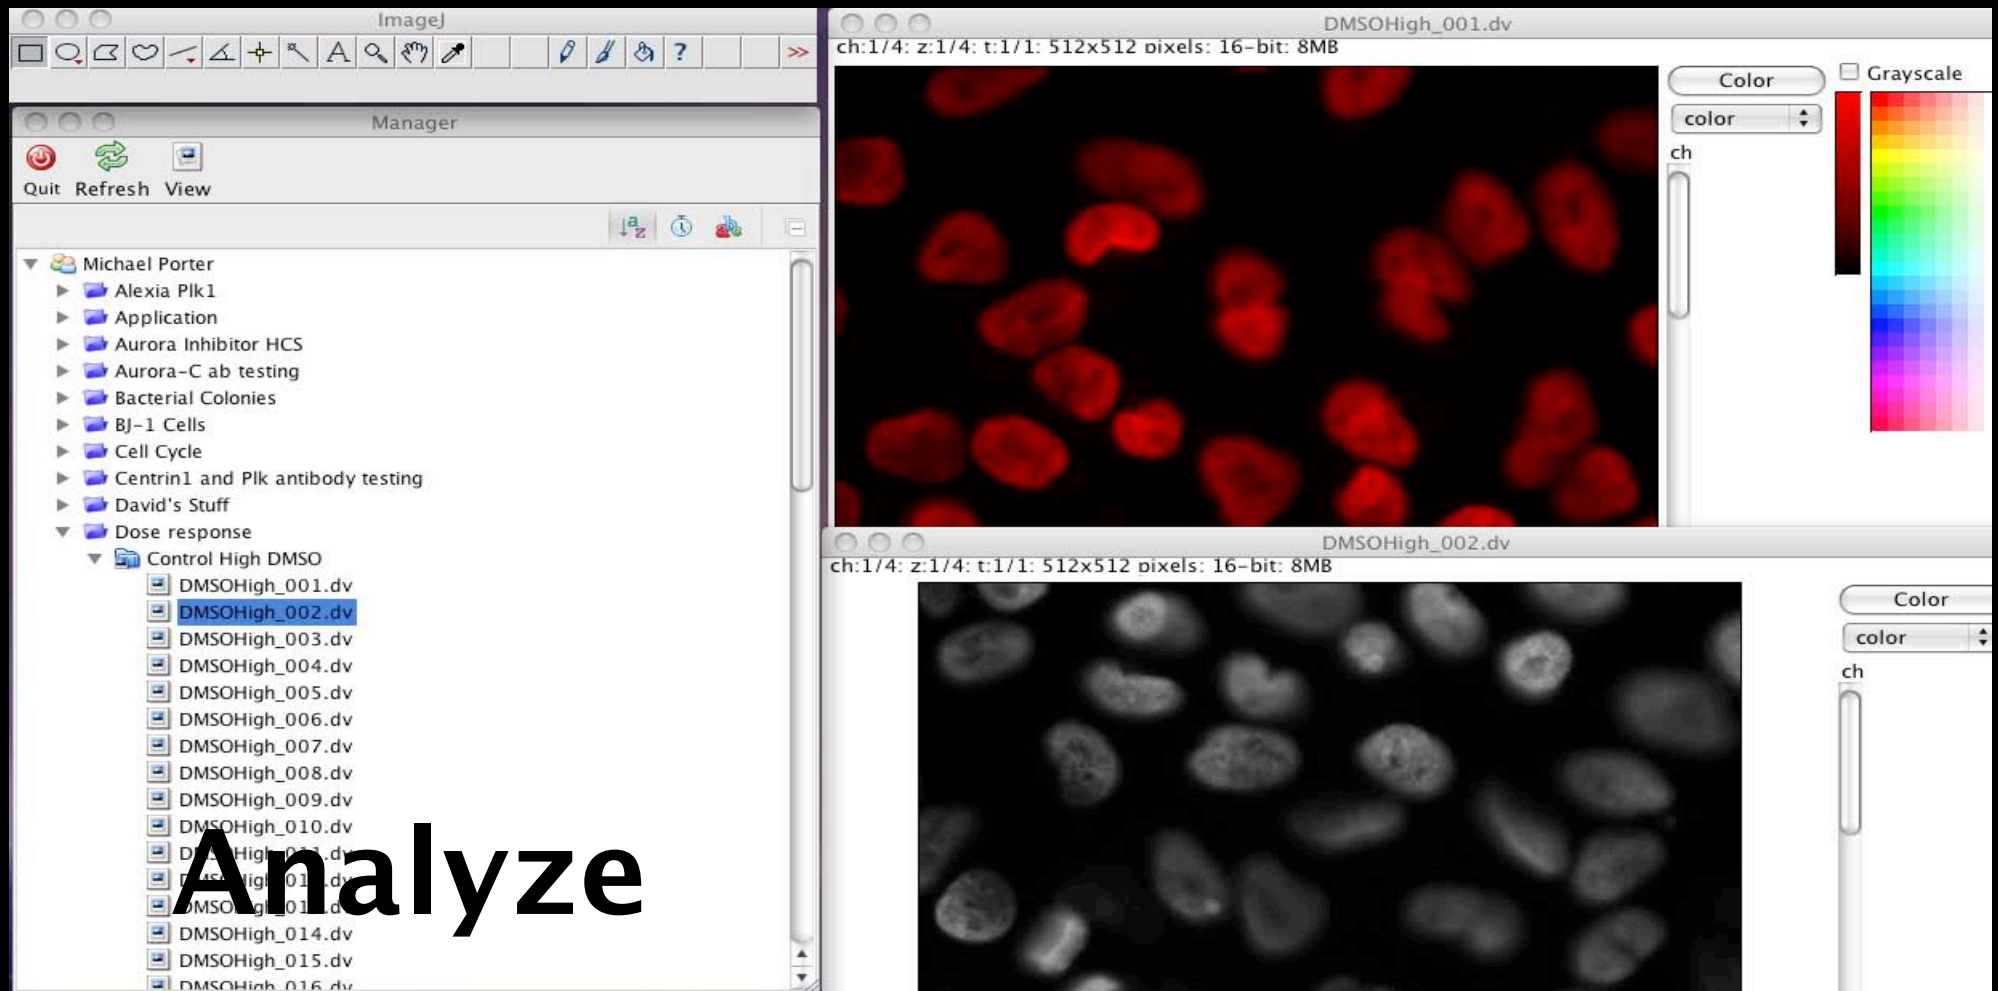 ImageJ
A
?
>>
Manager
Quit Refresh View
Michael Porter
Alexia Plk1
Application
Aurora Inhibitor HCS
Aurora-C ab testing
Bacterial Colonies
BJ-1 Cells
Cell Cycle
Centrin1 and Plk antibody testing
David's Stuff
Dose response
Control High DMSO
DMSOHigh_001.dv
DMSOHigh_002.dv
DMSOHigh_003.dv
DMSOHigh_004.dv
DMSOHigh_005.dv
DMSOHigh_006.dv
DMSOHigh_007.dv
DMSOHigh_008.dv
DMSOHigh_009.dv
DMSOHigh_010.dv
DMSOHigh_014.dv
DMSOHigh_015.dv
DMSOHigh_016.dv
Analyze
DMSOHigh_001.dv
ch:1/4: z:1/4: t:1/1: 512x512 pixels: 16-bit: 8MB
Color
Grayscale
color
ch
DMSOHigh_002.dv
ch:1/4: z:1/4: t:1/1: 512x512 pixels: 16-bit: 8MB
Color
color
ch